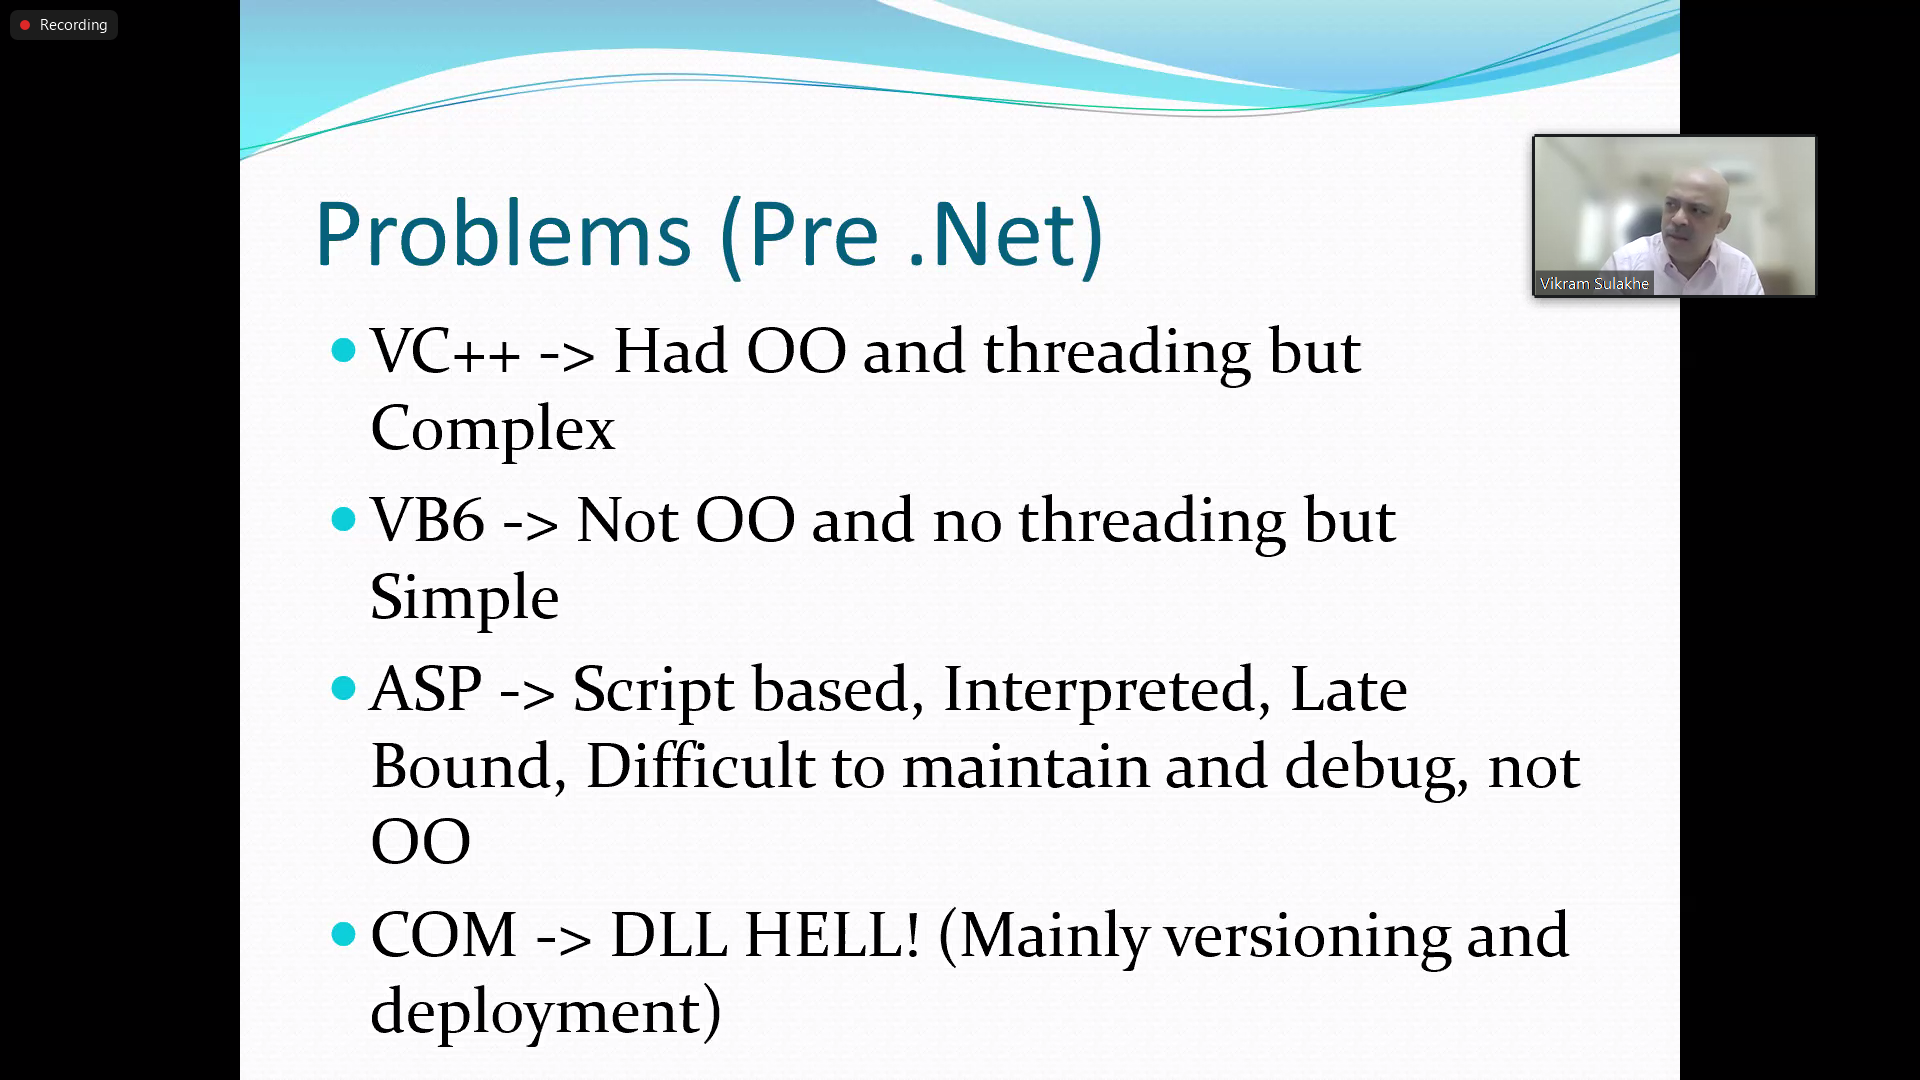 Recording
Problems (Pre .Net)
Vikram Sulakhe
VC++ -> Had OO and threading but
Complex
VB6 -> Not OO and no threading but
Simple
ASP -> Script based, Interpreted, Late
Bound, Difficult to maintain and debug, not
OO
COM -> DLL HELL! (Mainly versioning and
deployment)